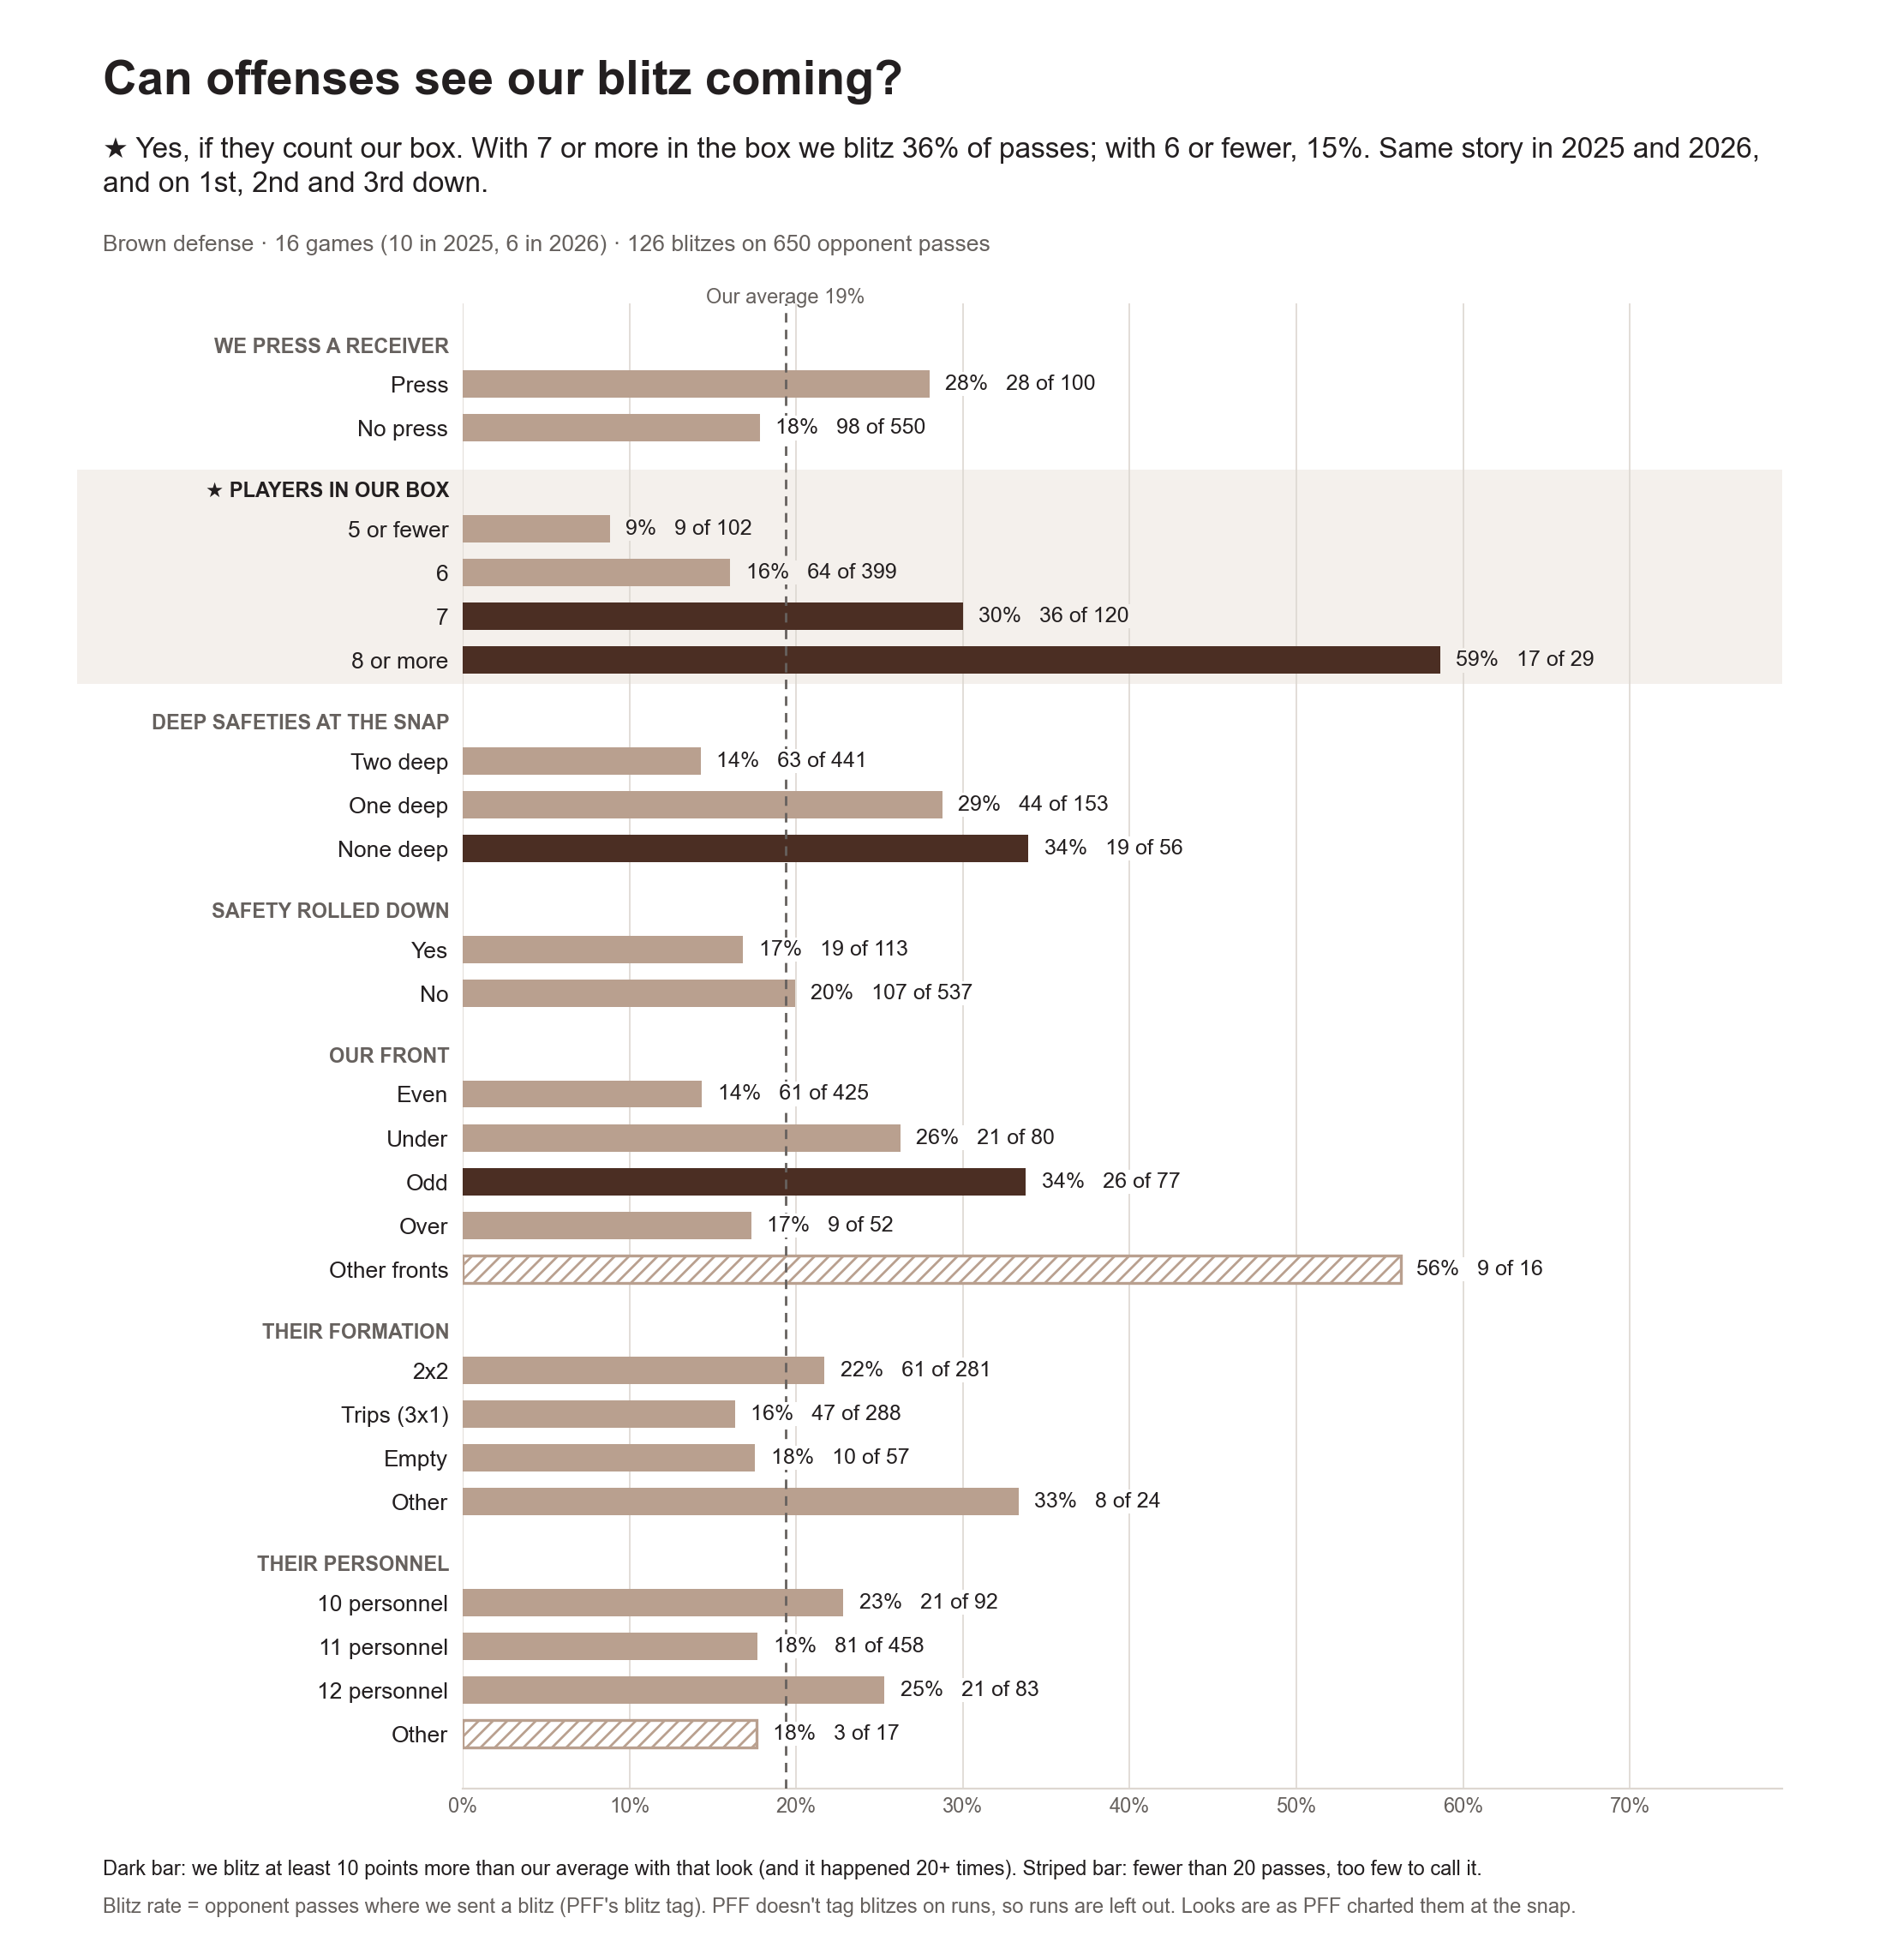 Can offenses see our blitz coming?
★ Yes, if they count our box. With 7 or more in the box we blitz 36% of passes; with 6 or fewer, 15%. Same story in 2025 and 2026,
and on 1st, 2nd and 3rd down.
Brown defense · 16 games (10 in 2025, 6 in 2026) · 126 blitzes on 650 opponent passes
Our average 19%
WE PRESS A RECEIVER
Press 28% 28 of 100
No press 18% 98 of 550
★ PLAYERS IN OUR BOX
5 or fewer 9% 9 of 102
6 16% 64 of 399
7 30% 36 of 120
8 or more 59% 17 of 29
DEEP SAFETIES AT THE SNAP
Two deep 14% 63 of 441
One deep 29% 44 of 153
None deep 34% 19 of 56
SAFETY ROLLED DOWN
Yes 17% 19 of 113
No 20% 107 of 537
OUR FRONT
Even 14% 61 of 425
Under 26% 21 of 80
Odd 34% 26 of 77
Over 17% 9 of 52
Other fronts 56% 9 of 16
THEIR FORMATION
2x2 22% 61 of 281
Trips (3x1) 16% 47 of 288
Empty 18% 10 of 57
Other 33% 8 of 24
THEIR PERSONNEL
10 personnel 23% 21 of 92
11 personnel 18% 81 of 458
12 personnel 25% 21 of 83
Other 18% 3 of 17
0% 10% 20% 30% 40% 50% 60% 70%
Dark bar: we blitz at least 10 points more than our average with that look (and it happened 20+ times). Striped bar: fewer than 20 passes, too few to call it.
Blitz rate = opponent passes where we sent a blitz (PFF's blitz tag). PFF doesn't tag blitzes on runs, so runs are left out. Looks are as PFF charted them at the snap.